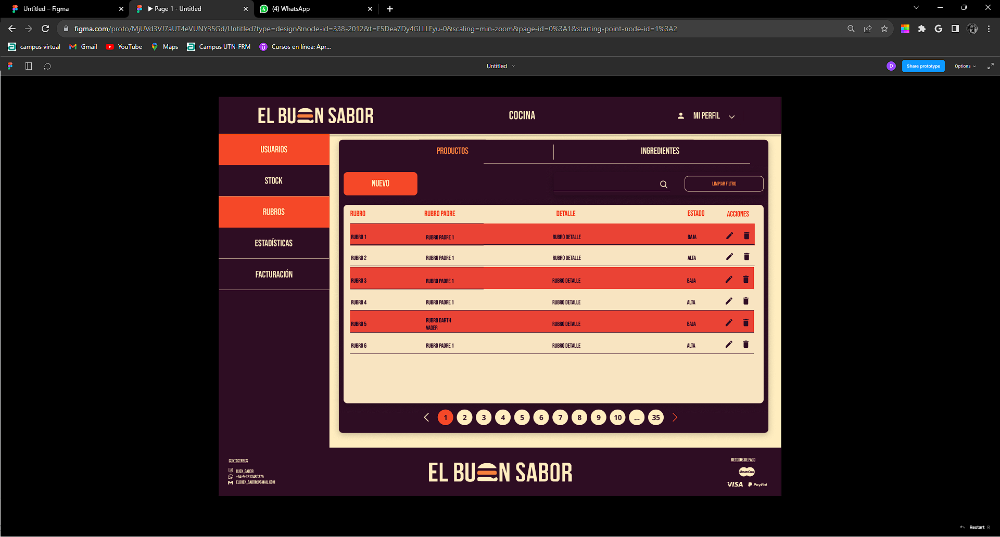 Untitled – Figma
Page 1 - Untitled
(4) WhatsApp
figma.com/proto/MjUVd3VJ7aUT4eVUNY35Gd/Untitled?type=design&node-id=338-2012&t=F5Dea7Dy4GLLLFyu-0&scaling=min-zoom&page-id=0%3A1&starting-point-node-id=1%3A2
campus virtual
Gmail
YouTube
Maps
Campus UTN-FRM
Cursos en línea: Apr...
Untitled
D
Share prototype
Options
EL BUEN SABOR
COCINA
MI PERFIL
USUARIOS
STOCK
RUBROS
ESTADÍSTICAS
FACTURACIÓN
PRODUCTOS
INGREDIENTES
NUEVO
LIMPIAR FILTRO
RUBRO RUBRO PADRE DETALLE ESTADO ACCIONES
RUBRO 1 RUBRO PADRE 1 RUBRO DETALLE BAJA
RUBRO 2 RUBRO PADRE 1 RUBRO DETALLE ALTA
RUBRO 3 RUBRO PADRE 1 RUBRO DETALLE BAJA
RUBRO 4 RUBRO PADRE 1 RUBRO DETALLE ALTA
RUBRO 5 RUBRO DARTH VADER RUBRO DETALLE BAJA
RUBRO 6 RUBRO PADRE 1 RUBRO DETALLE ALTA
1 2 3 4 5 6 7 8 9 10 ... 35
CONTACTENOS
BUEN_SABOR
+54-9-2613480375
ELBUEN_SABOR@GMAIL.COM
EL BUEN SABOR
METODOS DE PAGO
MasterCard
VISA PayPal
Restart R